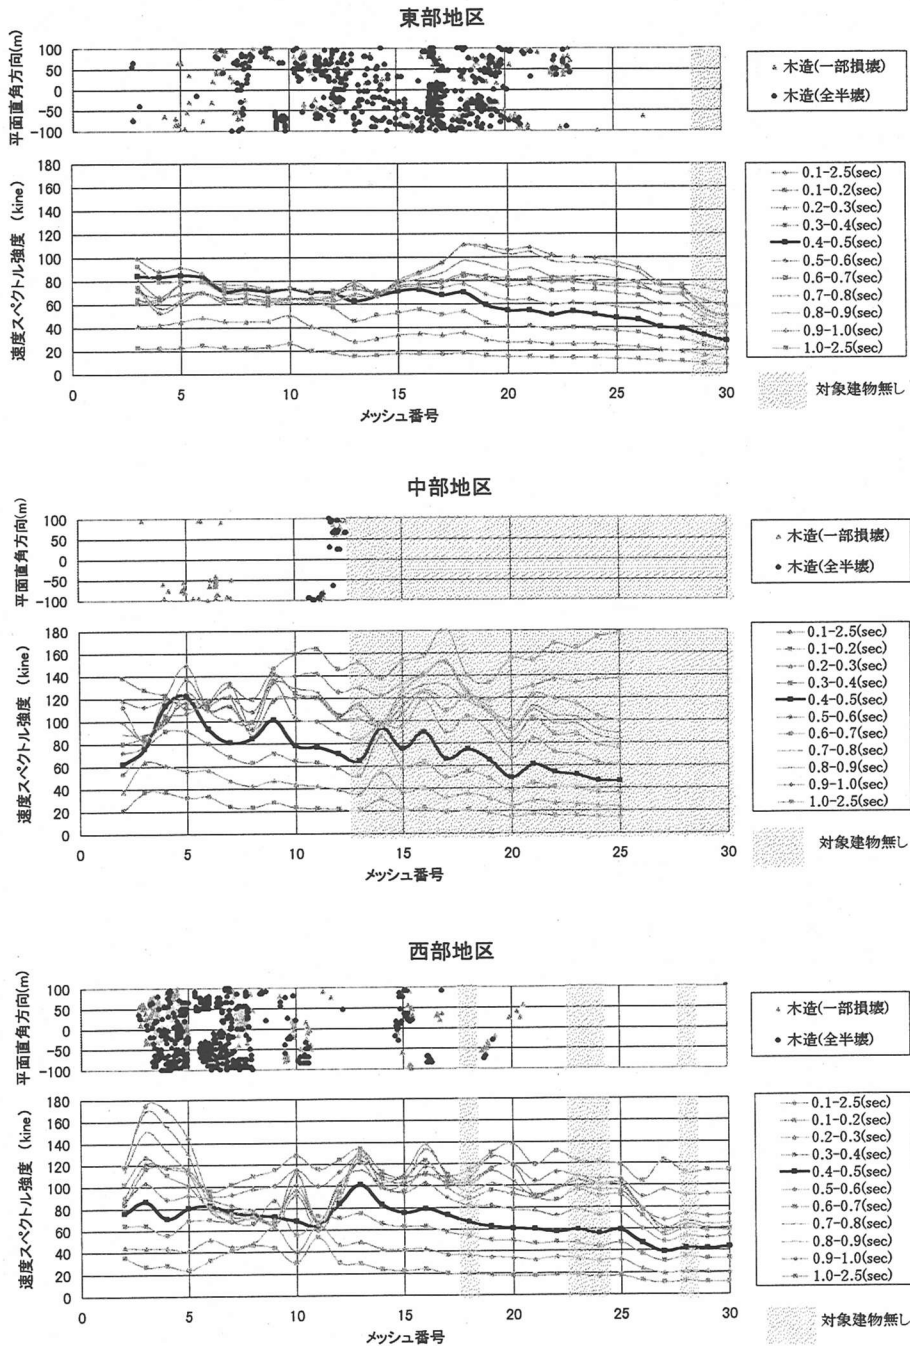 東部地区
平面直角方向(m)
100
50
0
-50
-100
木造(一部損壊)
木造(全半壊)
速度スペクトル強度 (kine)
180
160
140
120
100
80
60
40
20
0
0 5 10 15 20 25 30
メッシュ番号
0.1-2.5(sec)
0.1-0.2(sec)
0.2-0.3(sec)
0.3-0.4(sec)
0.4-0.5(sec)
0.5-0.6(sec)
0.6-0.7(sec)
0.7-0.8(sec)
0.8-0.9(sec)
0.9-1.0(sec)
1.0-2.5(sec)
対象建物無し
中部地区
平面直角方向(m)
100
50
0
-50
-100
木造(一部損壊)
木造(全半壊)
速度スペクトル強度 (kine)
180
160
140
120
100
80
60
40
20
0
0 5 10 15 20 25 30
メッシュ番号
0.1-2.5(sec)
0.1-0.2(sec)
0.2-0.3(sec)
0.3-0.4(sec)
0.4-0.5(sec)
0.5-0.6(sec)
0.6-0.7(sec)
0.7-0.8(sec)
0.8-0.9(sec)
0.9-1.0(sec)
1.0-2.5(sec)
対象建物無し
西部地区
平面直角方向(m)
100
50
0
-50
-100
木造(一部損壊)
木造(全半壊)
速度スペクトル強度 (kine)
180
160
140
120
100
80
60
40
20
0
0 5 10 15 20 25 30
メッシュ番号
0.1-2.5(sec)
0.1-0.2(sec)
0.2-0.3(sec)
0.3-0.4(sec)
0.4-0.5(sec)
0.5-0.6(sec)
0.6-0.7(sec)
0.7-0.8(sec)
0.8-0.9(sec)
0.9-1.0(sec)
1.0-2.5(sec)
対象建物無し